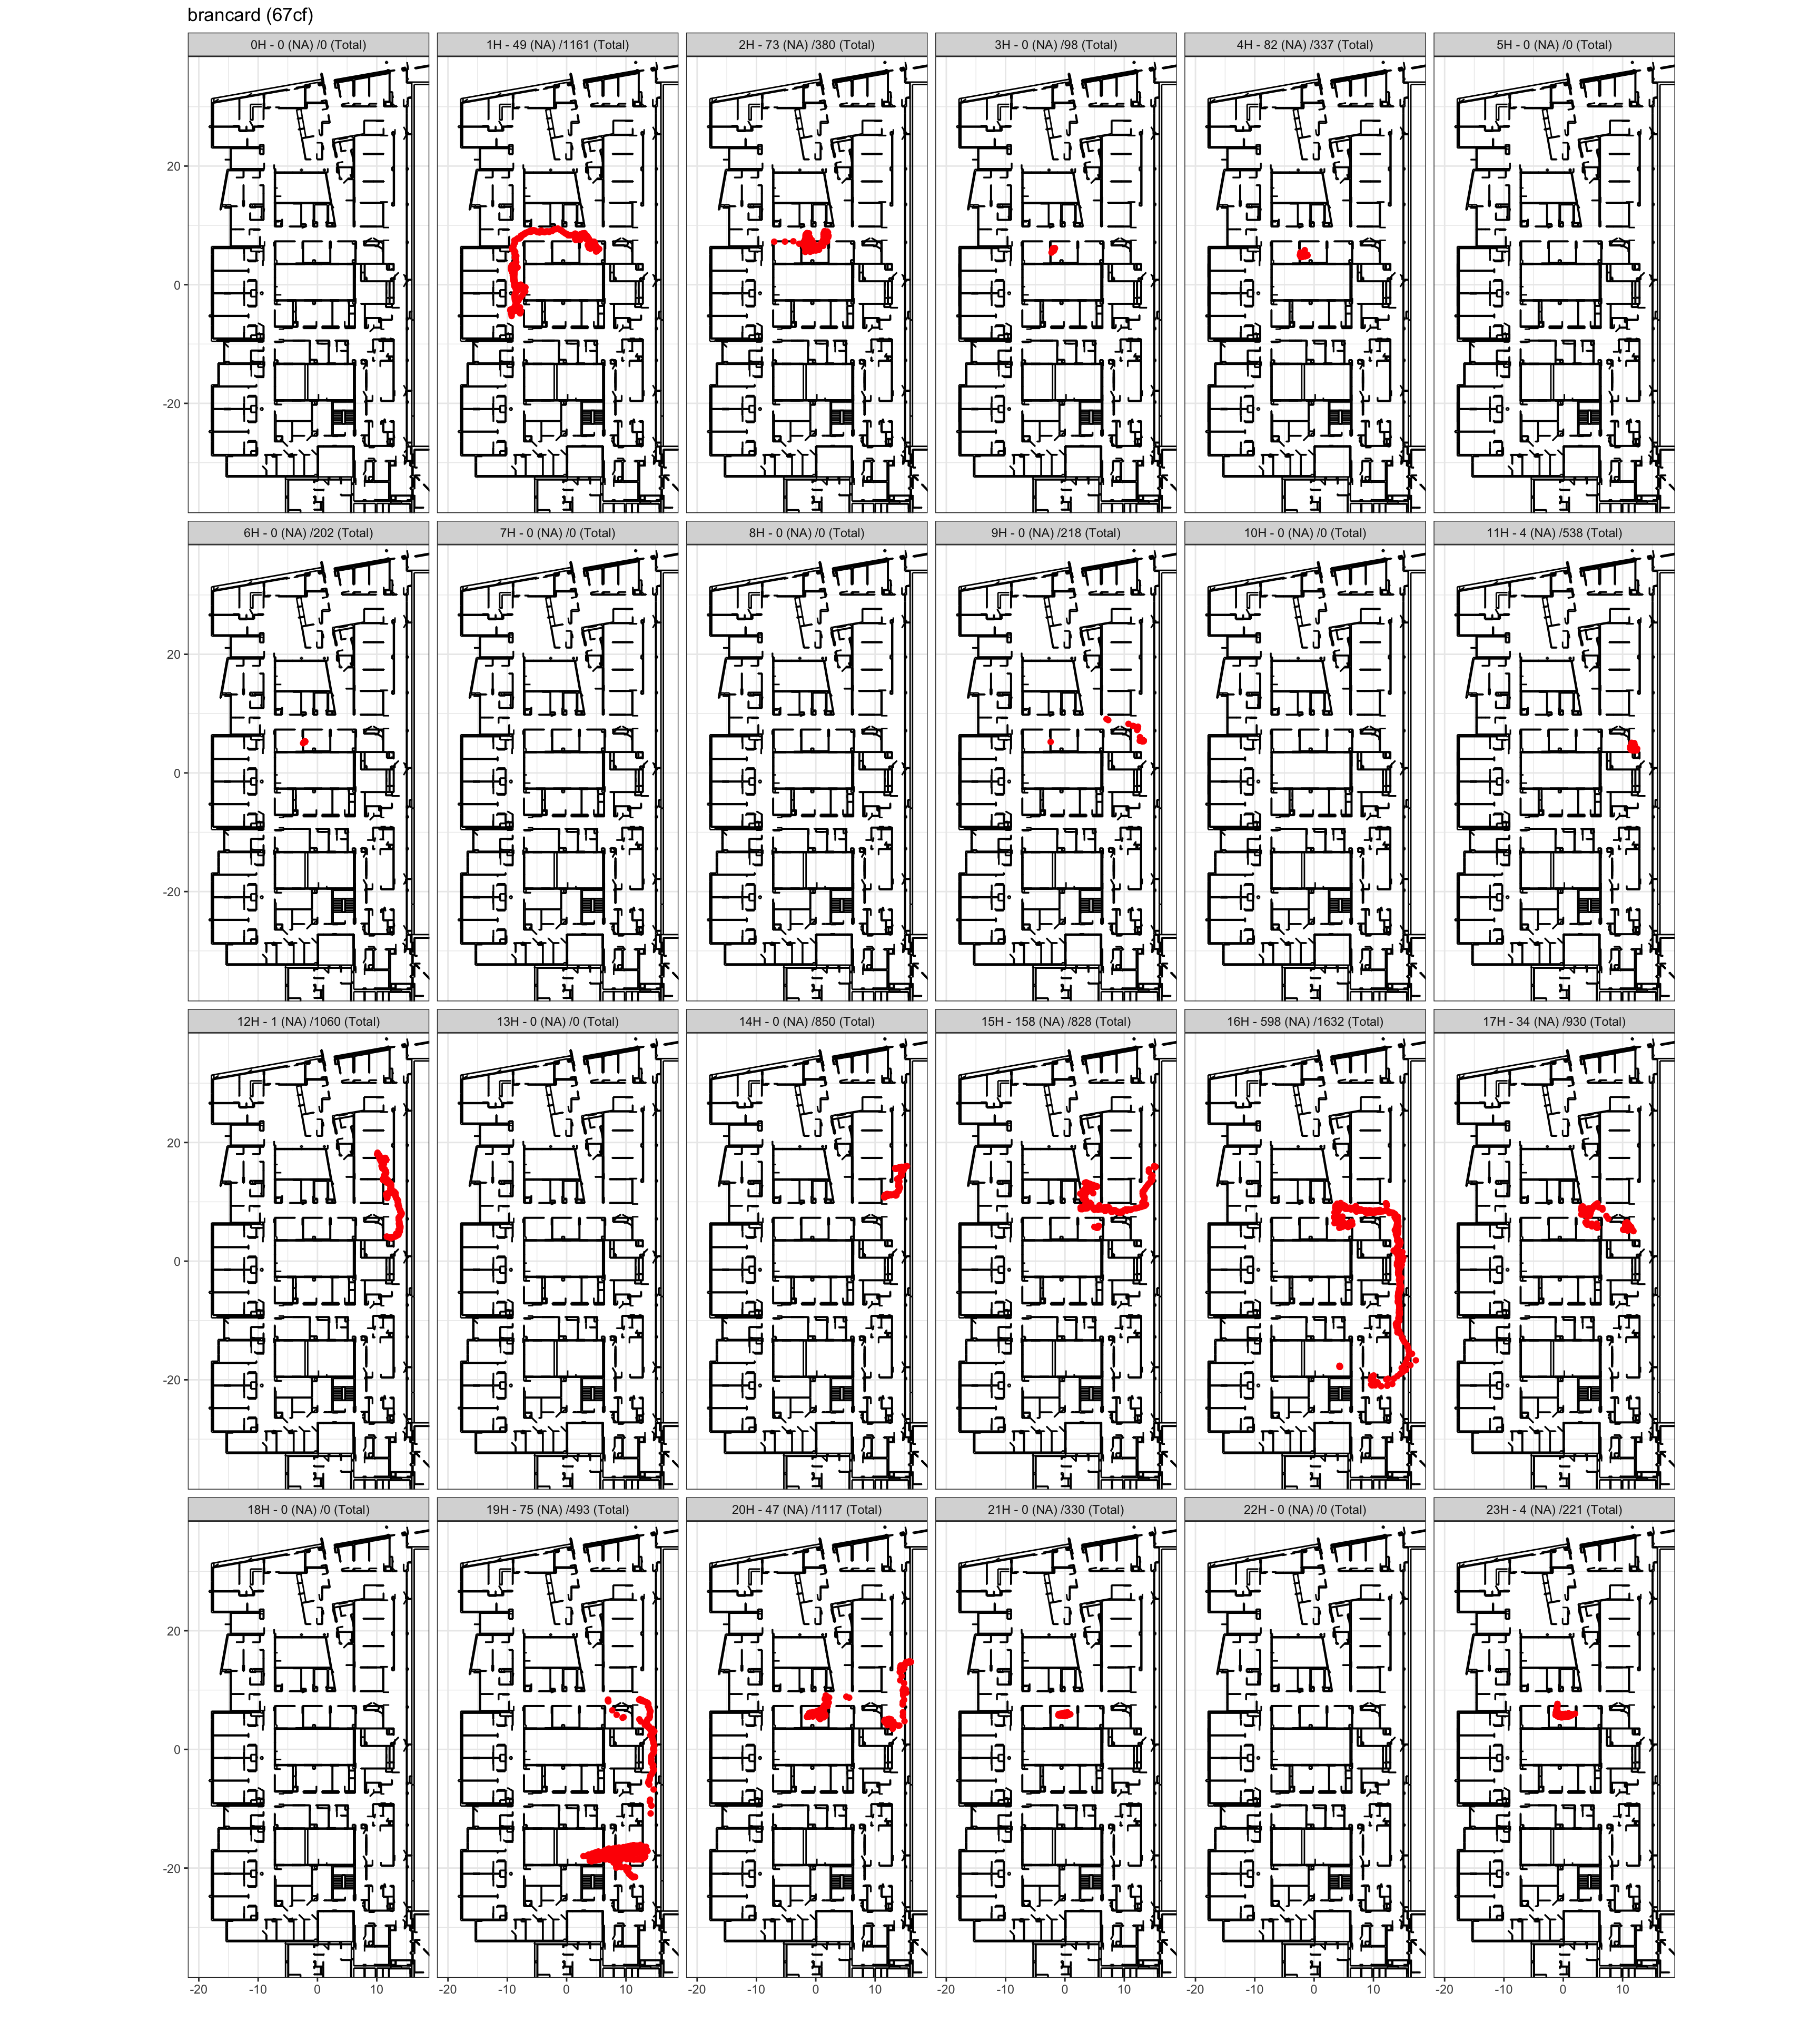 brancard (67cf)
0H - 0 (NA) /0 (Total)
1H - 49 (NA) /1161 (Total)
2H - 73 (NA) /380 (Total)
3H - 0 (NA) /98 (Total)
4H - 82 (NA) /337 (Total)
5H - 0 (NA) /0 (Total)
20
0
-20
6H - 0 (NA) /202 (Total)
7H - 0 (NA) /0 (Total)
8H - 0 (NA) /0 (Total)
9H - 0 (NA) /218 (Total)
10H - 0 (NA) /0 (Total)
11H - 4 (NA) /538 (Total)
20
0
-20
12H - 1 (NA) /1060 (Total)
13H - 0 (NA) /0 (Total)
14H - 0 (NA) /850 (Total)
15H - 158 (NA) /828 (Total)
16H - 598 (NA) /1632 (Total)
17H - 34 (NA) /930 (Total)
20
0
-20
18H - 0 (NA) /0 (Total)
19H - 75 (NA) /493 (Total)
20H - 47 (NA) /1117 (Total)
21H - 0 (NA) /330 (Total)
22H - 0 (NA) /0 (Total)
23H - 4 (NA) /221 (Total)
20
0
-20
-20 -10 0 10 -20 -10 0 10 -20 -10 0 10 -20 -10 0 10 -20 -10 0 10 -20 -10 0 10